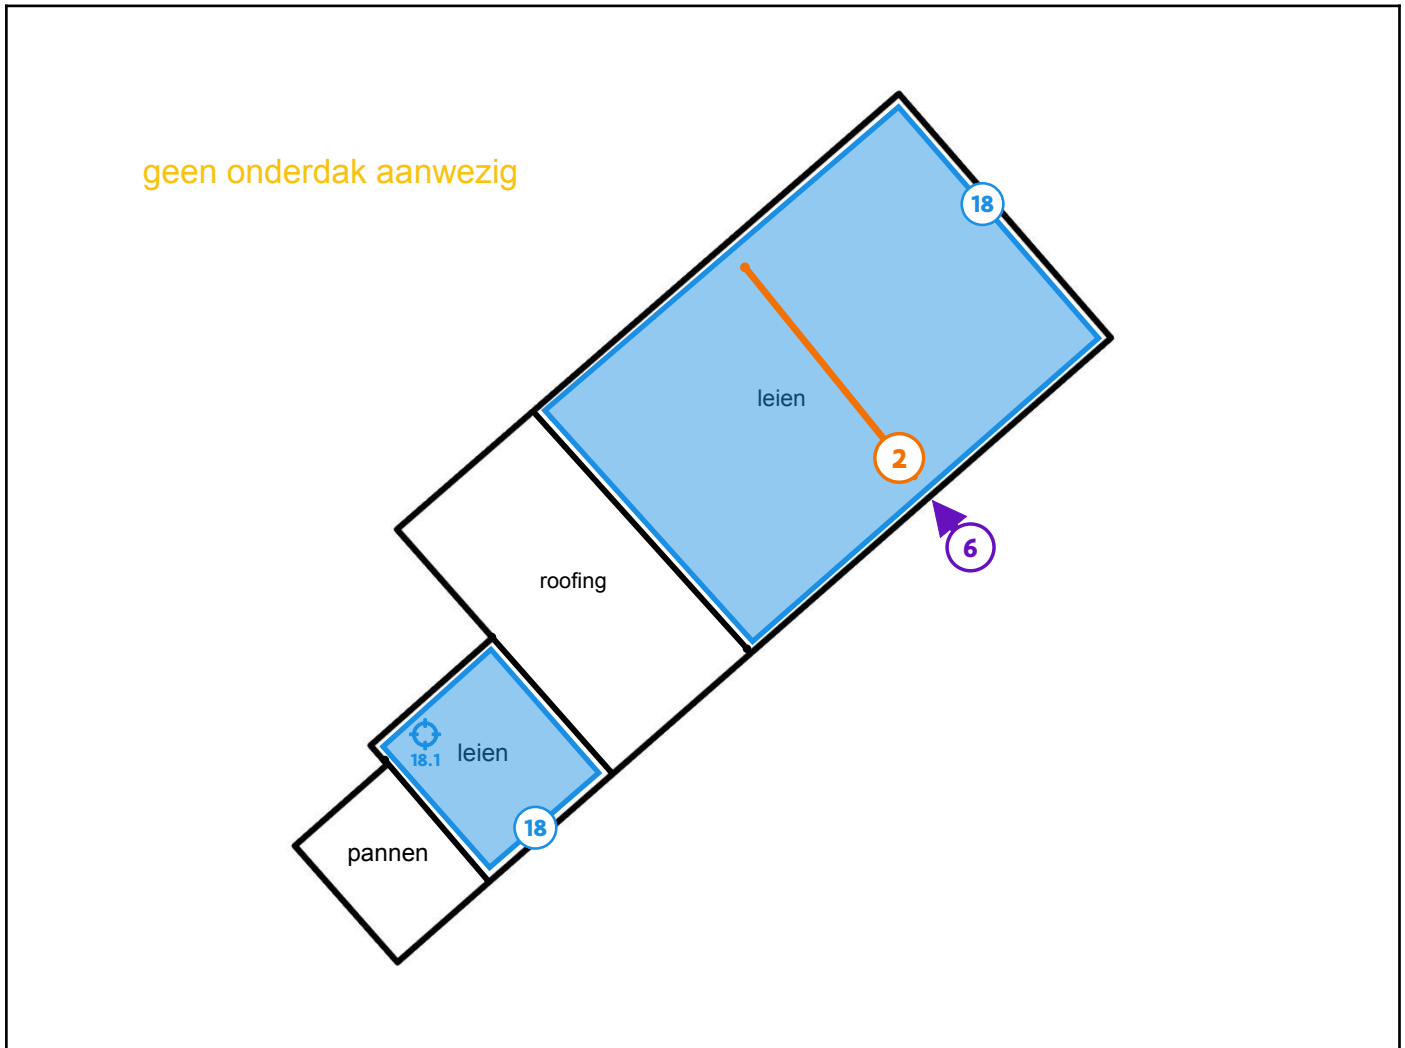 geen onderdak aanwezig
18
leien
2
6
roofing
18.1
leien
18
pannen